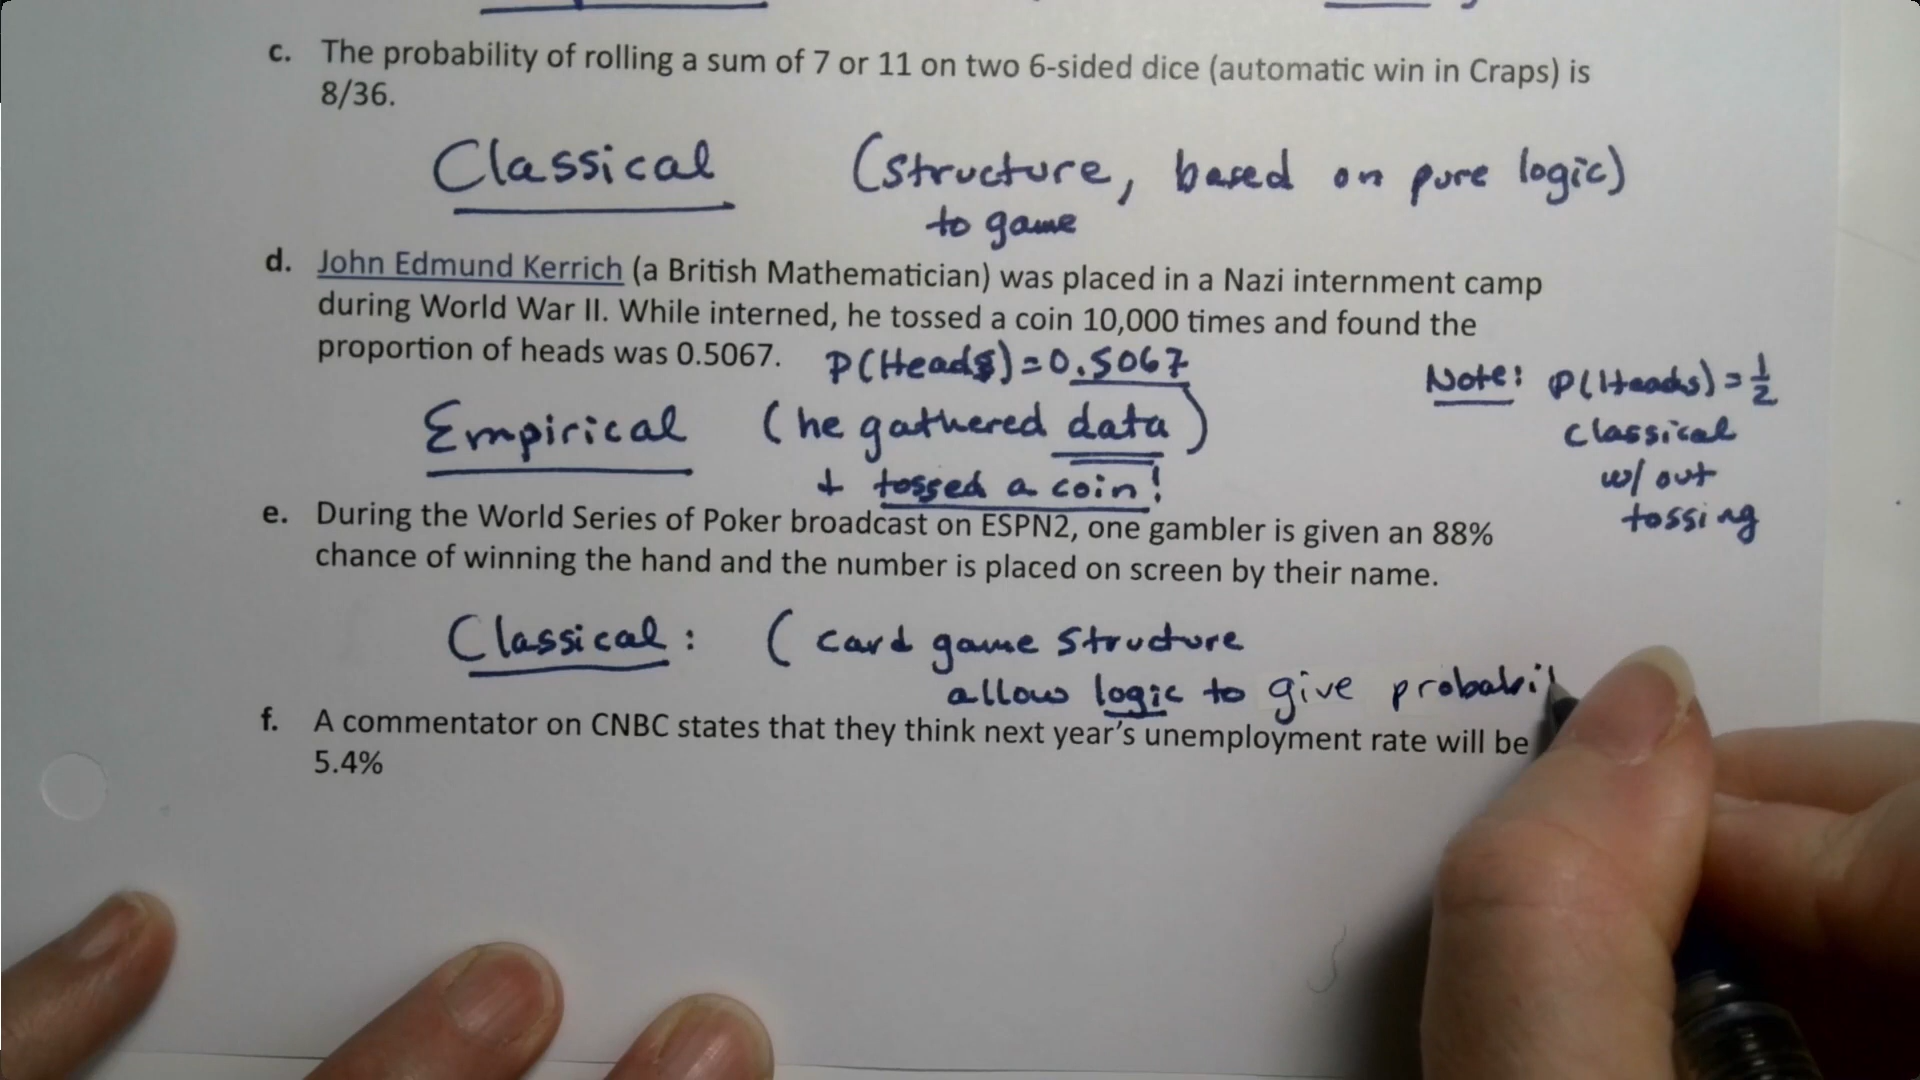 c. The probability of rolling a sum of 7 or 11 on two 6-sided dice (automatic win in Craps) is
8/36.
Classical (structure, based on pure logic)
to game
d. John Edmund Kerrich (a British Mathematician) was placed in a Nazi internment camp
during World War II. While interned, he tossed a coin 10,000 times and found the
proportion of heads was 0.5067. P(Heads)=0.5067
Note: P(Heads)=1/2
Empirical (he gathered data)
Classical
+ tossed a coin!
w/out
tossing
e. During the World Series of Poker broadcast on ESPN2, one gambler is given an 88%
chance of winning the hand and the number is placed on screen by their name.
Classical: (card game structure
allow logic to give probabil
f. A commentator on CNBC states that they think next year's unemployment rate will be
5.4%